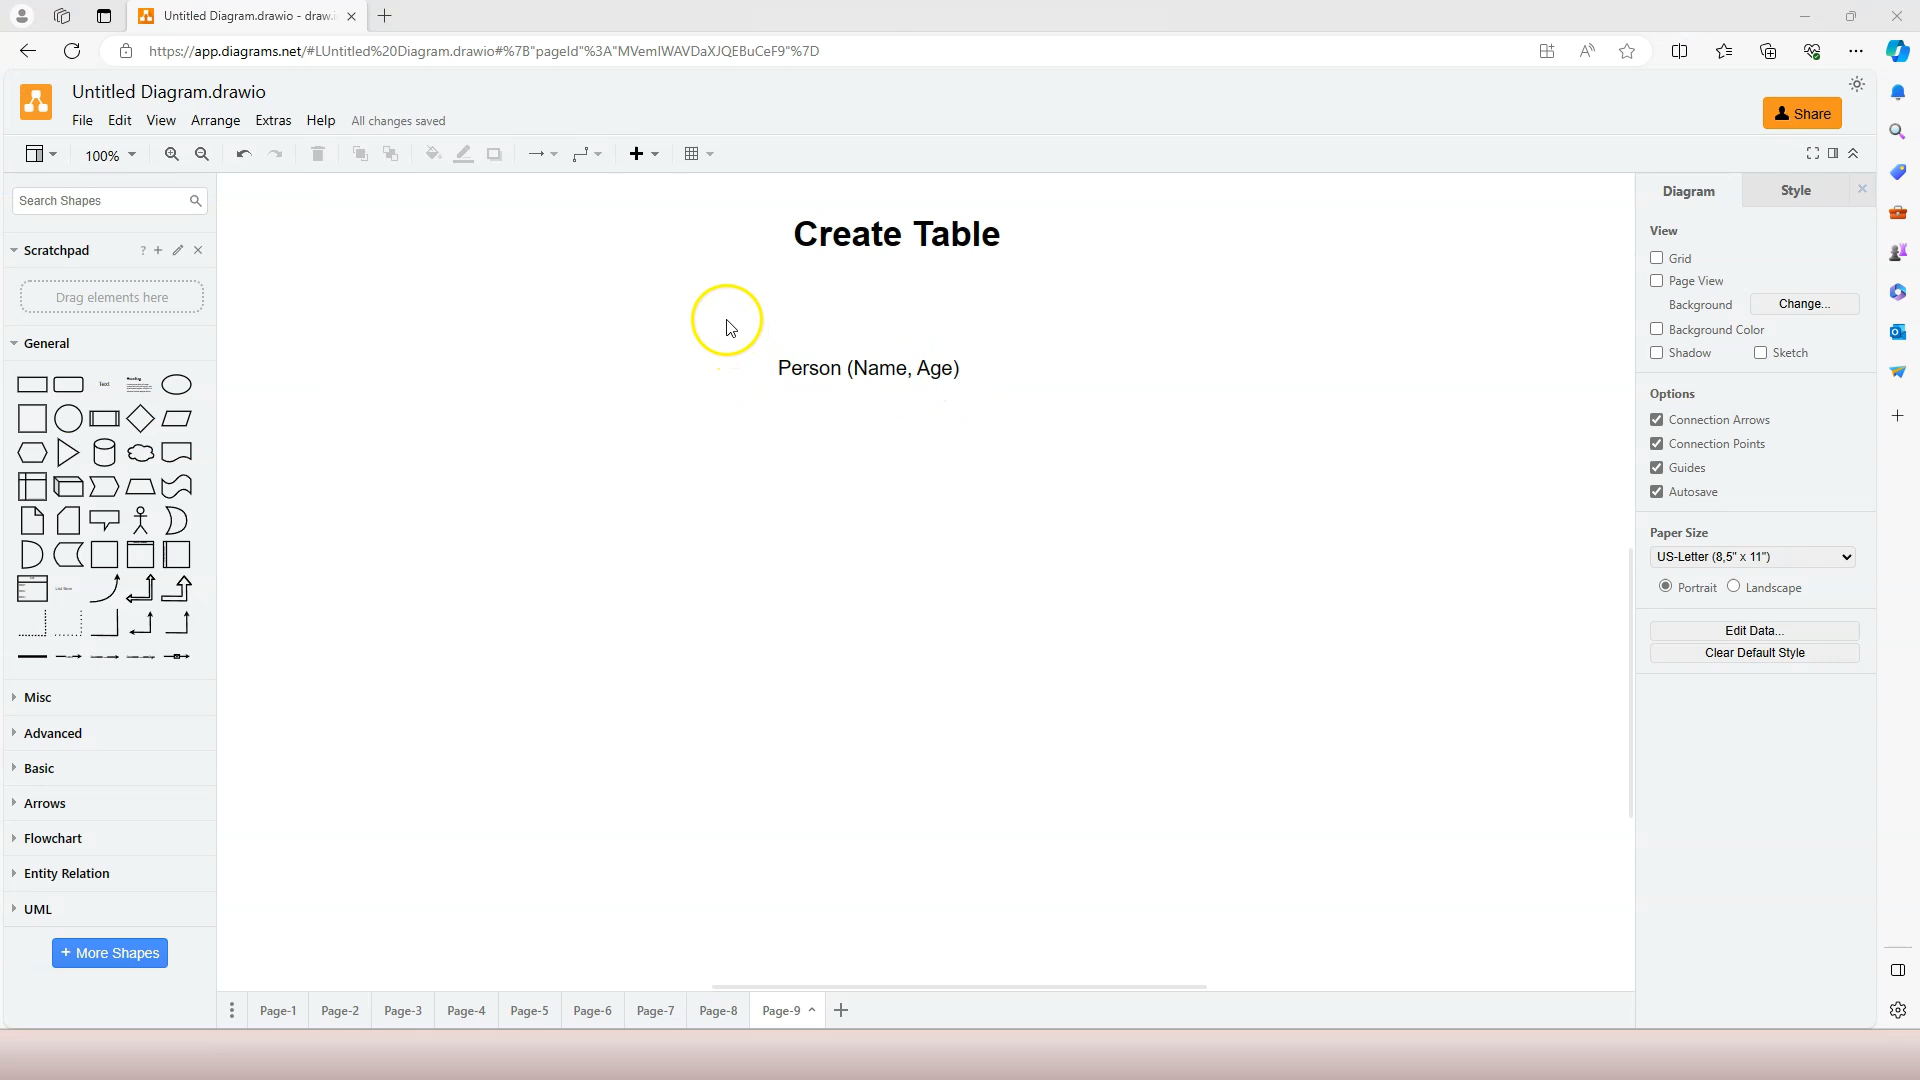 Untitled Diagram.drawio - draw.i
https://app.diagrams.net/#LUntitled%20Diagram.drawio#%7B"pageId"%3A"MVemIWAVDaXJQEBuCeF9"%7D
Untitled Diagram.drawio
File Edit View Arrange Extras Help All changes saved
Share
100%
Search Shapes
Scratchpad
? + 
Drag elements here
General
Text
Heading
Misc
Advanced
Basic
Arrows
Flowchart
Entity Relation
UML
+ More Shapes
Create Table
Person (Name, Age)
Page-1 Page-2 Page-3 Page-4 Page-5 Page-6 Page-7 Page-8 Page-9
Diagram Style
View
Grid
Page View
Background Change...
Background Color
Shadow Sketch
Options
Connection Arrows
Connection Points
Guides
Autosave
Paper Size
US-Letter (8,5" x 11")
Portrait Landscape
Edit Data...
Clear Default Style